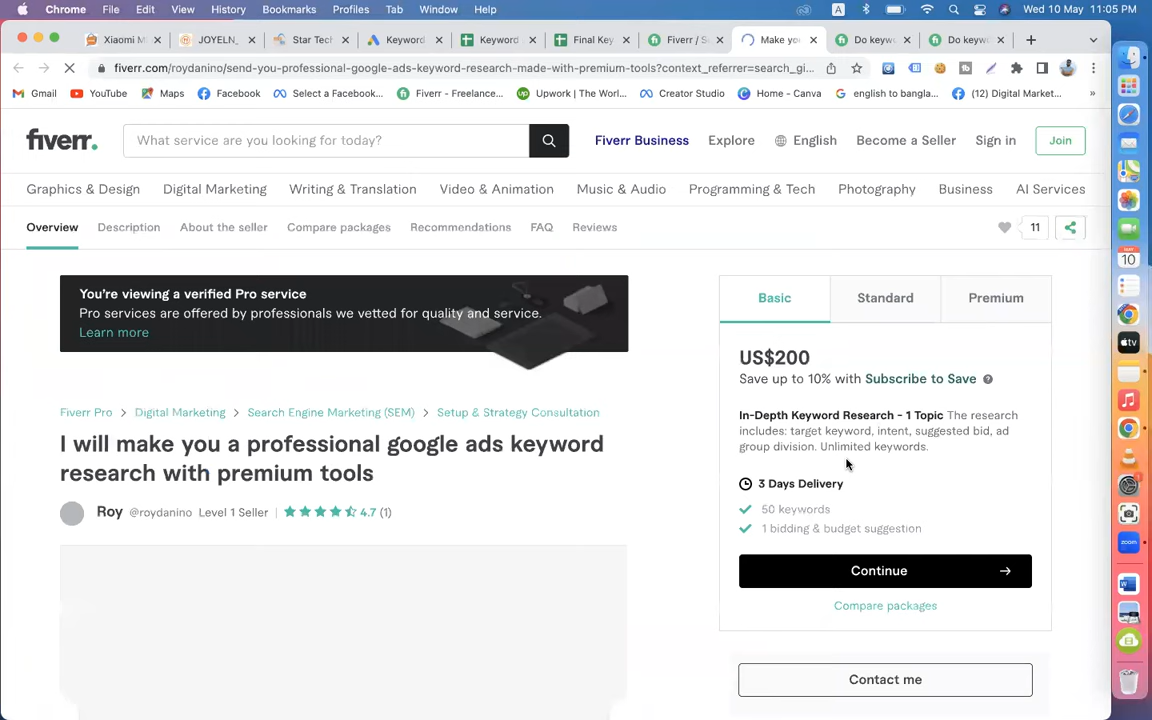 Chrome File Edit View History Bookmarks Profiles Tab Window Help A Wed 10 May 11:05 PM
Xiaomi M JOYELN_ Star Tech Keyword Keyword Final Key Fiverr / S Make you Do keyw Do keyw
fiverr.com/roydanino/send-you-professional-google-ads-keyword-research-made-with-premium-tools?context_referrer=search_gi...
Gmail YouTube Maps Facebook Select a Facebook... Fiverr - Freelance... Upwork | The Worl... Creator Studio Home - Canva english to bangla... (12) Digital Market... »
fiverr. What service are you looking for today? Fiverr Business Explore English Become a Seller Sign in Join
Graphics & Design Digital Marketing Writing & Translation Video & Animation Music & Audio Programming & Tech Photography Business AI Services
Overview Description About the seller Compare packages Recommendations FAQ Reviews 11
You're viewing a verified Pro service
Pro services are offered by professionals we vetted for quality and service.
Learn more
Fiverr Pro > Digital Marketing > Search Engine Marketing (SEM) > Setup & Strategy Consultation
I will make you a professional google ads keyword
research with premium tools
Roy @roydanino Level 1 Seller | 4.7 (1)
Basic Standard Premium
US$200
Save up to 10% with Subscribe to Save ?
In-Depth Keyword Research - 1 Topic The research
includes: target keyword, intent, suggested bid, ad
group division. Unlimited keywords.
3 Days Delivery
50 keywords
1 bidding & budget suggestion
Continue →
Compare packages
Contact me
MAY
10
tv
zoom
W